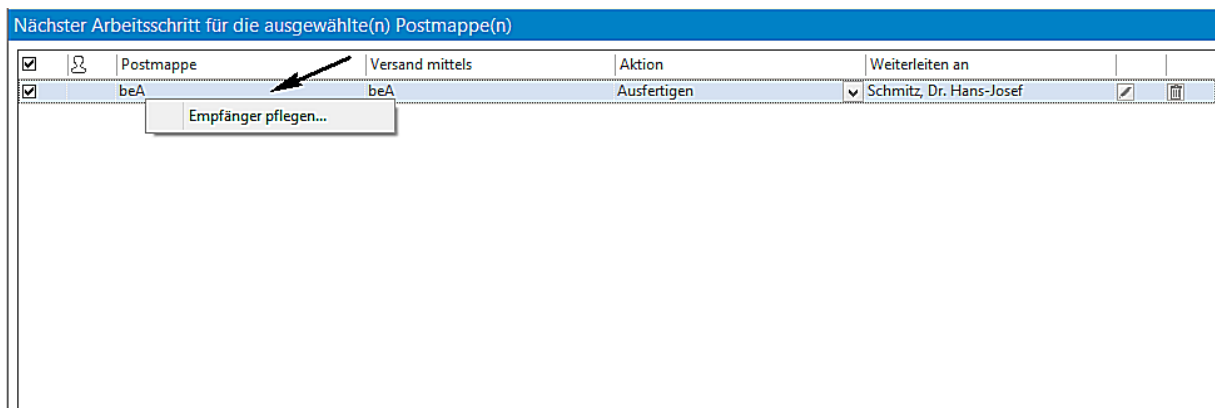 Nächster Arbeitsschritt für die ausgewählte(n) Postmappe(n)
Postmappe Versand mittels Aktion Weiterleiten an
beA beA Ausfertigen Schmitz, Dr. Hans-Josef
Empfänger pflegen...